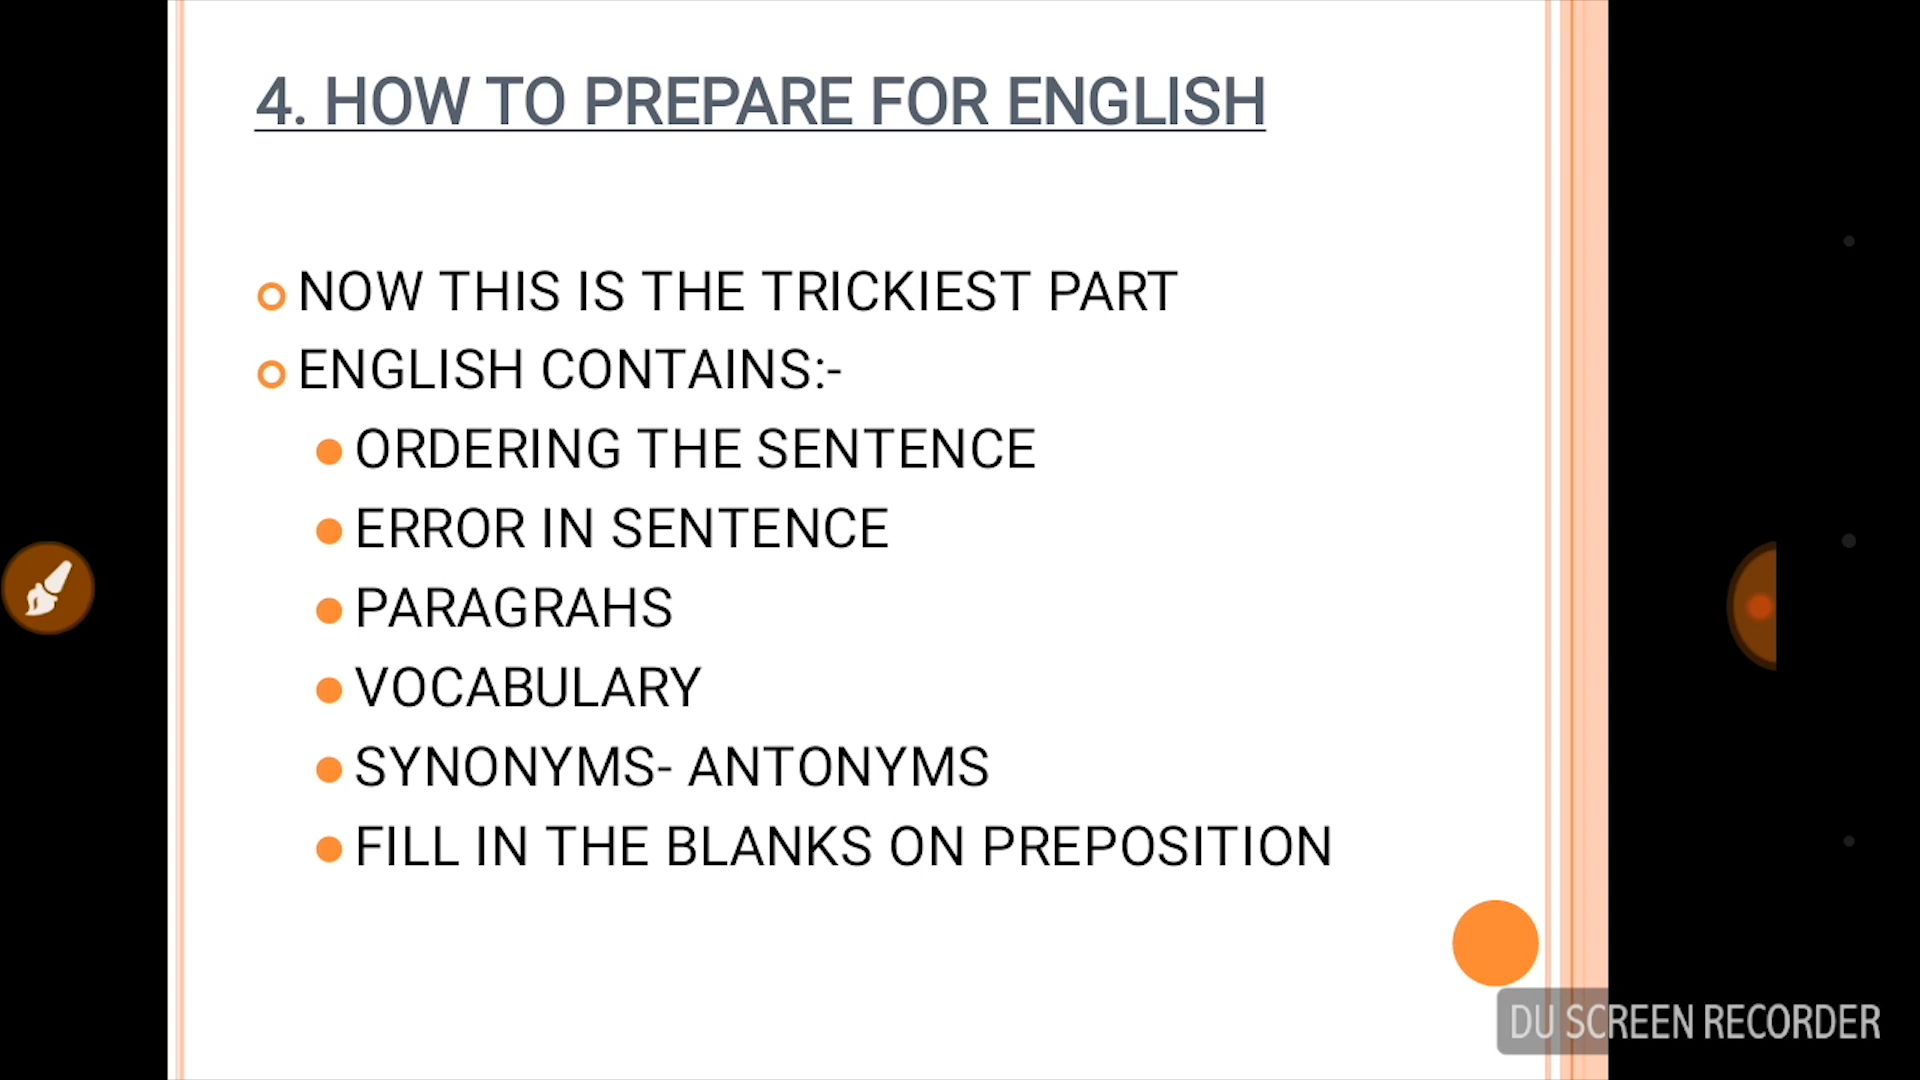 4. HOW TO PREPARE FOR ENGLISH
NOW THIS IS THE TRICKIEST PART
ENGLISH CONTAINS:-
ORDERING THE SENTENCE
ERROR IN SENTENCE
PARAGRAHS
VOCABULARY
SYNONYMS- ANTONYMS
FILL IN THE BLANKS ON PREPOSITION
DU SCREEN RECORDER